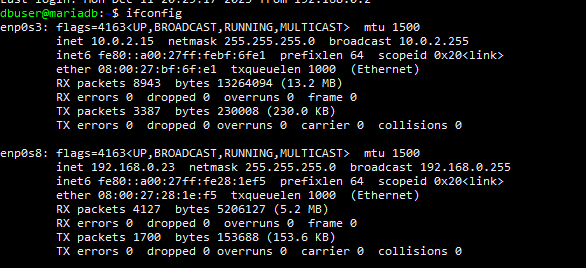 Last login: Mon Dec 11 20:29:17 2023 from 192.168.0.2
dbuser@mariadb:~$ ifconfig
enp0s3: flags=4163<UP,BROADCAST,RUNNING,MULTICAST>  mtu 1500
inet 10.0.2.15  netmask 255.255.255.0  broadcast 10.0.2.255
inet6 fe80::a00:27ff:febf:6fe1  prefixlen 64  scopeid 0x20<link>
ether 08:00:27:bf:6f:e1  txqueuelen 1000  (Ethernet)
RX packets 8943  bytes 13264094 (13.2 MB)
RX errors 0  dropped 0  overruns 0  frame 0
TX packets 3387  bytes 230008 (230.0 KB)
TX errors 0  dropped 0 overruns 0  carrier 0  collisions 0
enp0s8: flags=4163<UP,BROADCAST,RUNNING,MULTICAST>  mtu 1500
inet 192.168.0.23  netmask 255.255.255.0  broadcast 192.168.0.255
inet6 fe80::a00:27ff:fe28:1ef5  prefixlen 64  scopeid 0x20<link>
ether 08:00:27:28:1e:f5  txqueuelen 1000  (Ethernet)
RX packets 4127  bytes 5206127 (5.2 MB)
RX errors 0  dropped 0  overruns 0  frame 0
TX packets 1700  bytes 153688 (153.6 KB)
TX errors 0  dropped 0 overruns 0  carrier 0  collisions 0